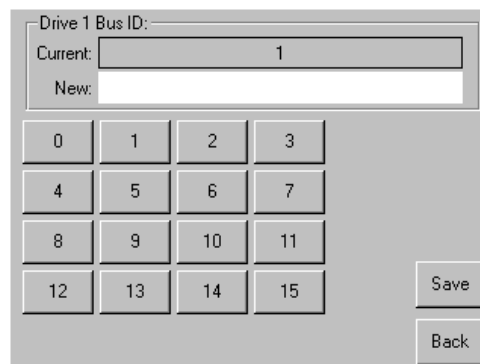 Drive 1 Bus ID:
Current: 1
New:
0 1 2 3
4 5 6 7
8 9 10 11
12 13 14 15
Save
Back